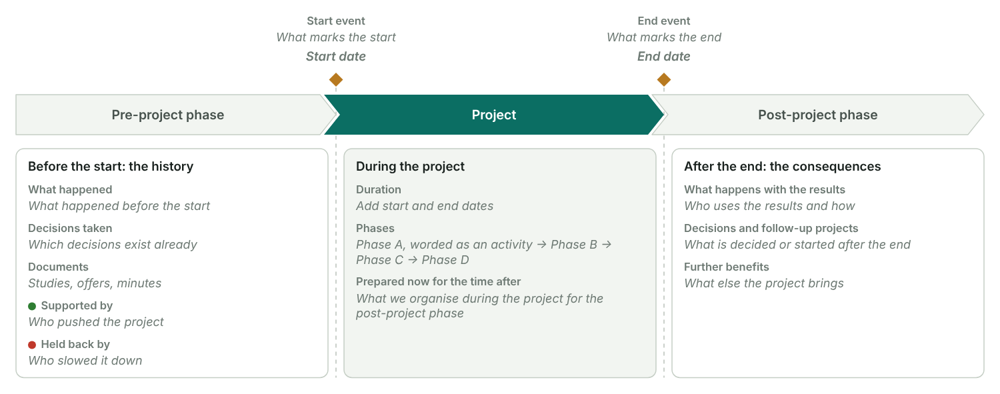 Start event
What marks the start
Start date
End event
What marks the end
End date
Pre-project phase
Project
Post-project phase
Before the start: the history
What happened
What happened before the start
Decisions taken
Which decisions exist already
Documents
Studies, offers, minutes
Supported by
Who pushed the project
Held back by
Who slowed it down
During the project
Duration
Add start and end dates
Phases
Phase A, worded as an activity → Phase B →
Phase C → Phase D
Prepared now for the time after
What we organise during the project for the
post-project phase
After the end: the consequences
What happens with the results
Who uses the results and how
Decisions and follow-up projects
What is decided or started after the end
Further benefits
What else the project brings